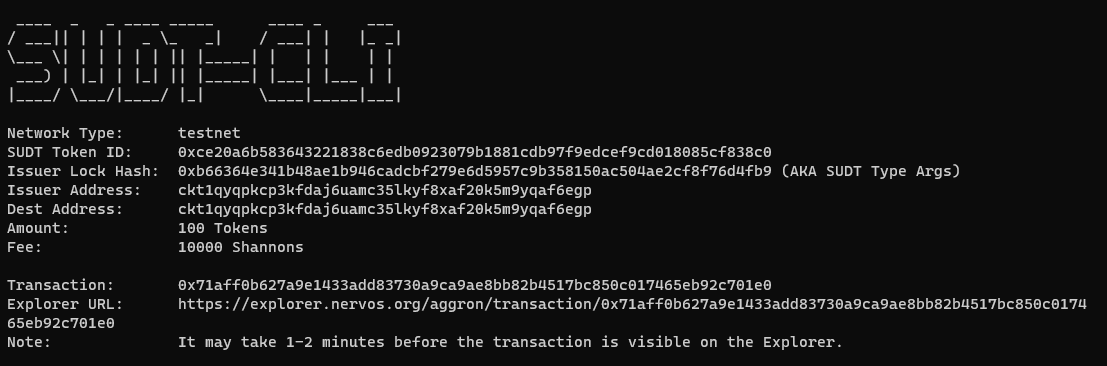 SUDT-CLI
Network Type: testnet
SUDT Token ID: 0xce20a6b583643221838c6edb0923079b1881cdb97f9edcef9cd018085cf838c0
Issuer Lock Hash: 0xb66364e341b48ae1b946cadcbf279e6d5957c9b358150ac504ae2cf8f76d4fb9 (AKA SUDT Type Args)
Issuer Address: ckt1qyqpkcp3kfdaj6uamc35lkyf8xaf20k5m9yqaf6egp
Dest Address: ckt1qyqpkcp3kfdaj6uamc35lkyf8xaf20k5m9yqaf6egp
Amount: 100 Tokens
Fee: 10000 Shannons
Transaction: 0x71aff0b627a9e1433add83730a9ca9ae8bb82b4517bc850c017465eb92c701e0
Explorer URL: https://explorer.nervos.org/aggron/transaction/0x71aff0b627a9e1433add83730a9ca9ae8bb82b4517bc850c0174
65eb92c701e0
Note: It may take 1-2 minutes before the transaction is visible on the Explorer.